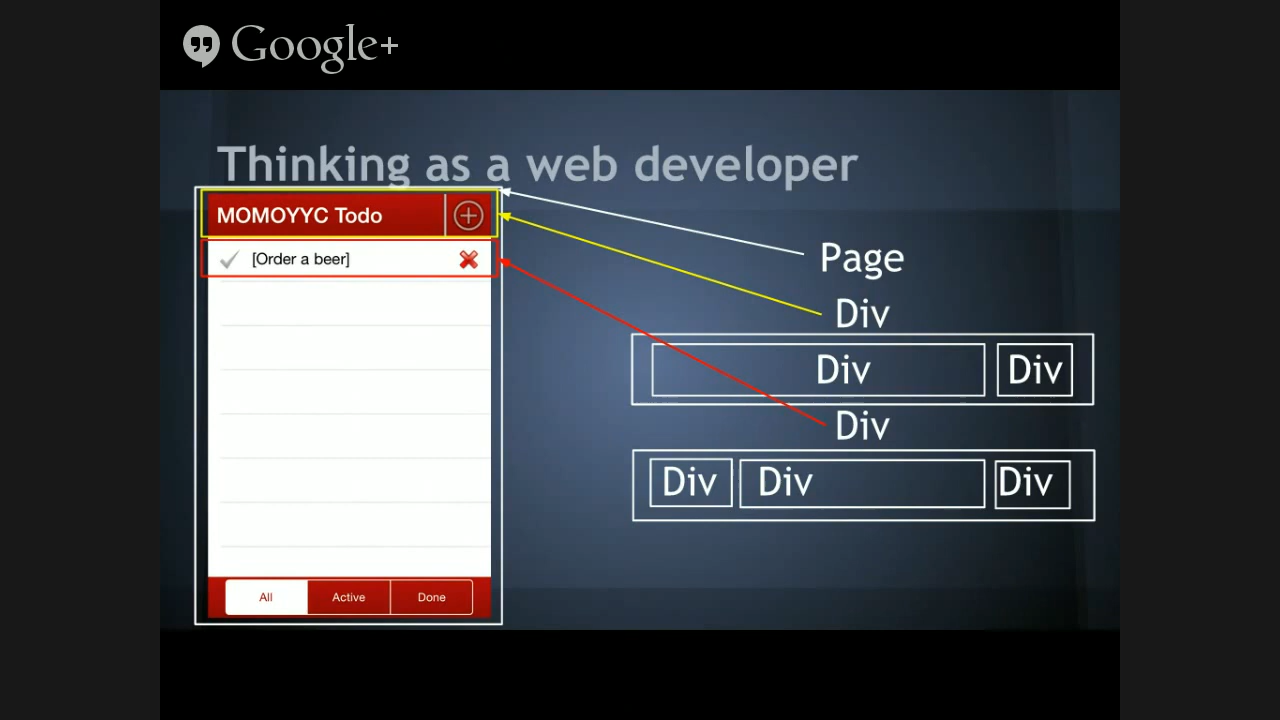 Google+
Thinking as a web developer
MOMOYYC Todo
[Order a beer]
All Active Done
Page
Div
Div Div
Div
Div Div Div